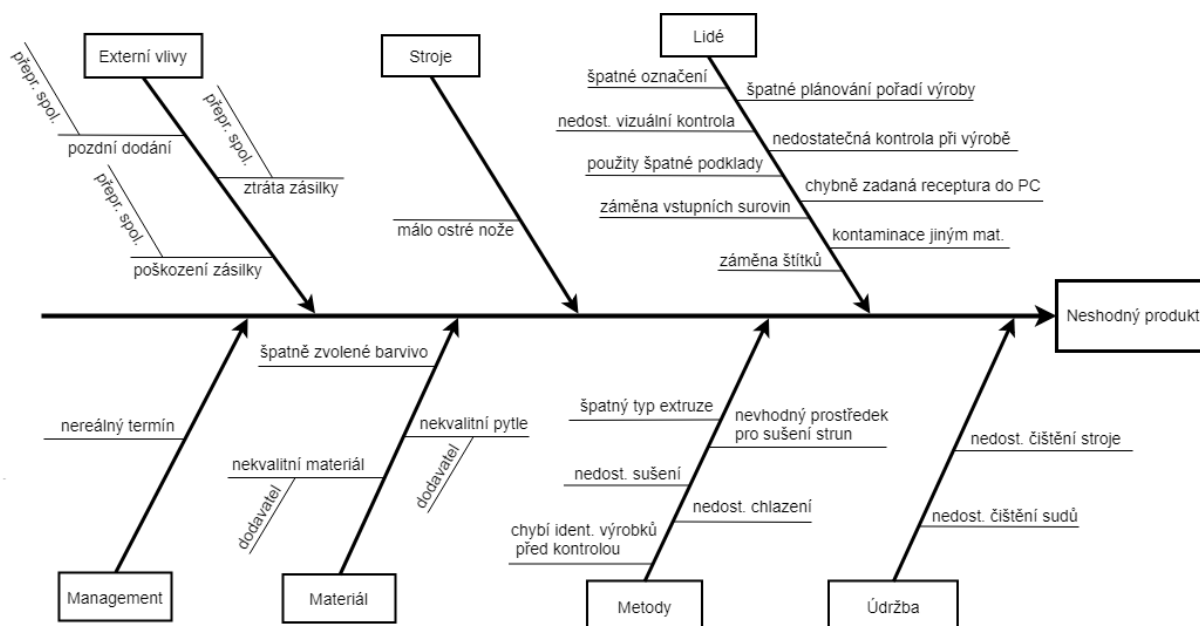 Externí vlivy
přepr. spol.
pozdní dodání
přepr. spol.
ztráta zásilky
přepr. spol.
poškození zásilky
Stroje
málo ostré nože
Lidé
špatné označení
špatné plánování pořadí výroby
nedost. vizuální kontrola
nedostatečná kontrola při výrobě
použity špatné podklady
chybně zadaná receptura do PC
záměna vstupních surovin
kontaminace jiným mat.
záměna štítků
Neshodný produkt
nereálný termín
Management
špatně zvolené barvivo
nekvalitní pytle
dodavatel
nekvalitní materiál
dodavatel
Materiál
špatný typ extruze
nevhodný prostředek
pro sušení strun
nedost. sušení
nedost. chlazení
chybí ident. výrobků
před kontrolou
Metody
nedost. čištění stroje
nedost. čištění sudů
Údržba